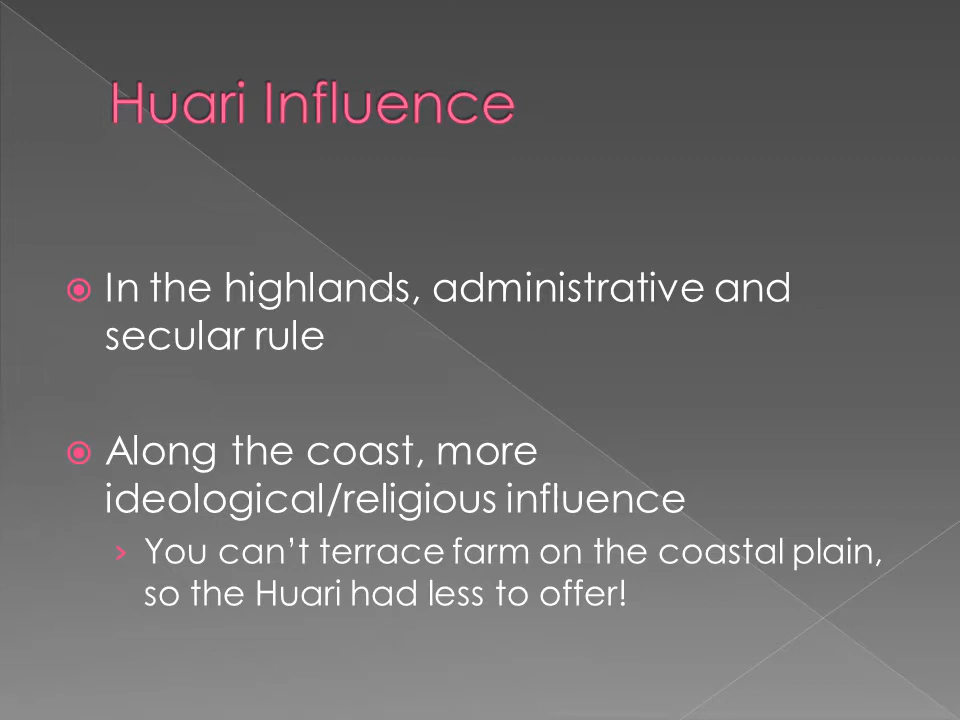 Huari Influence
In the highlands, administrative and
secular rule
Along the coast, more
ideological/religious influence
You can’t terrace farm on the coastal plain,
so the Huari had less to offer!